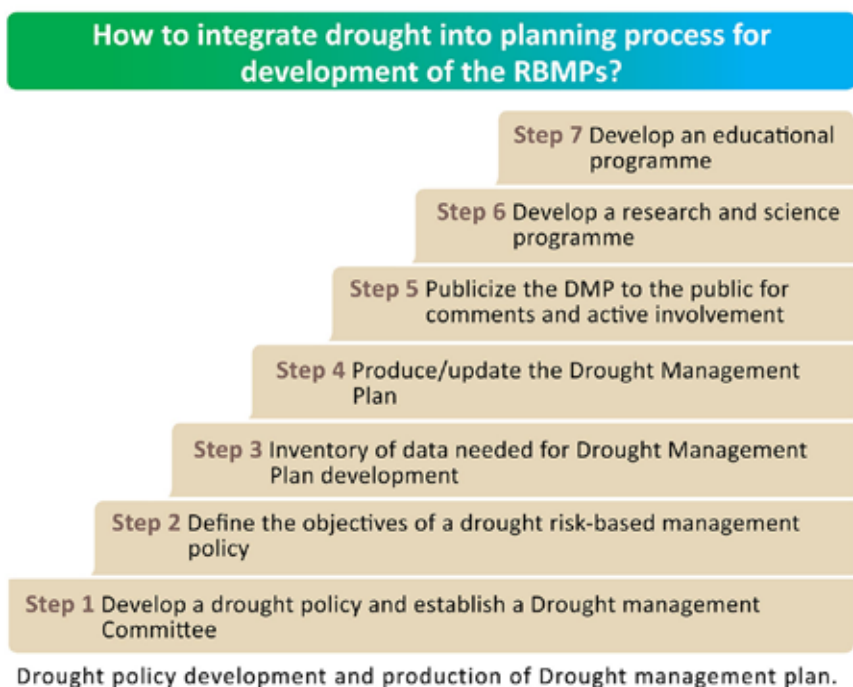 How to integrate drought into planning process for
development of the RBMPs?
Step 7 Develop an educational
programme
Step 6 Develop a research and science
programme
Step 5 Publicize the DMP to the public for
comments and active involvement
Step 4 Produce/update the Drought Management
Plan
Step 3 Inventory of data needed for Drought Management
Plan development
Step 2 Define the objectives of a drought risk-based management
policy
Step 1 Develop a drought policy and establish a Drought management
Committee
Drought policy development and production of Drought management plan.